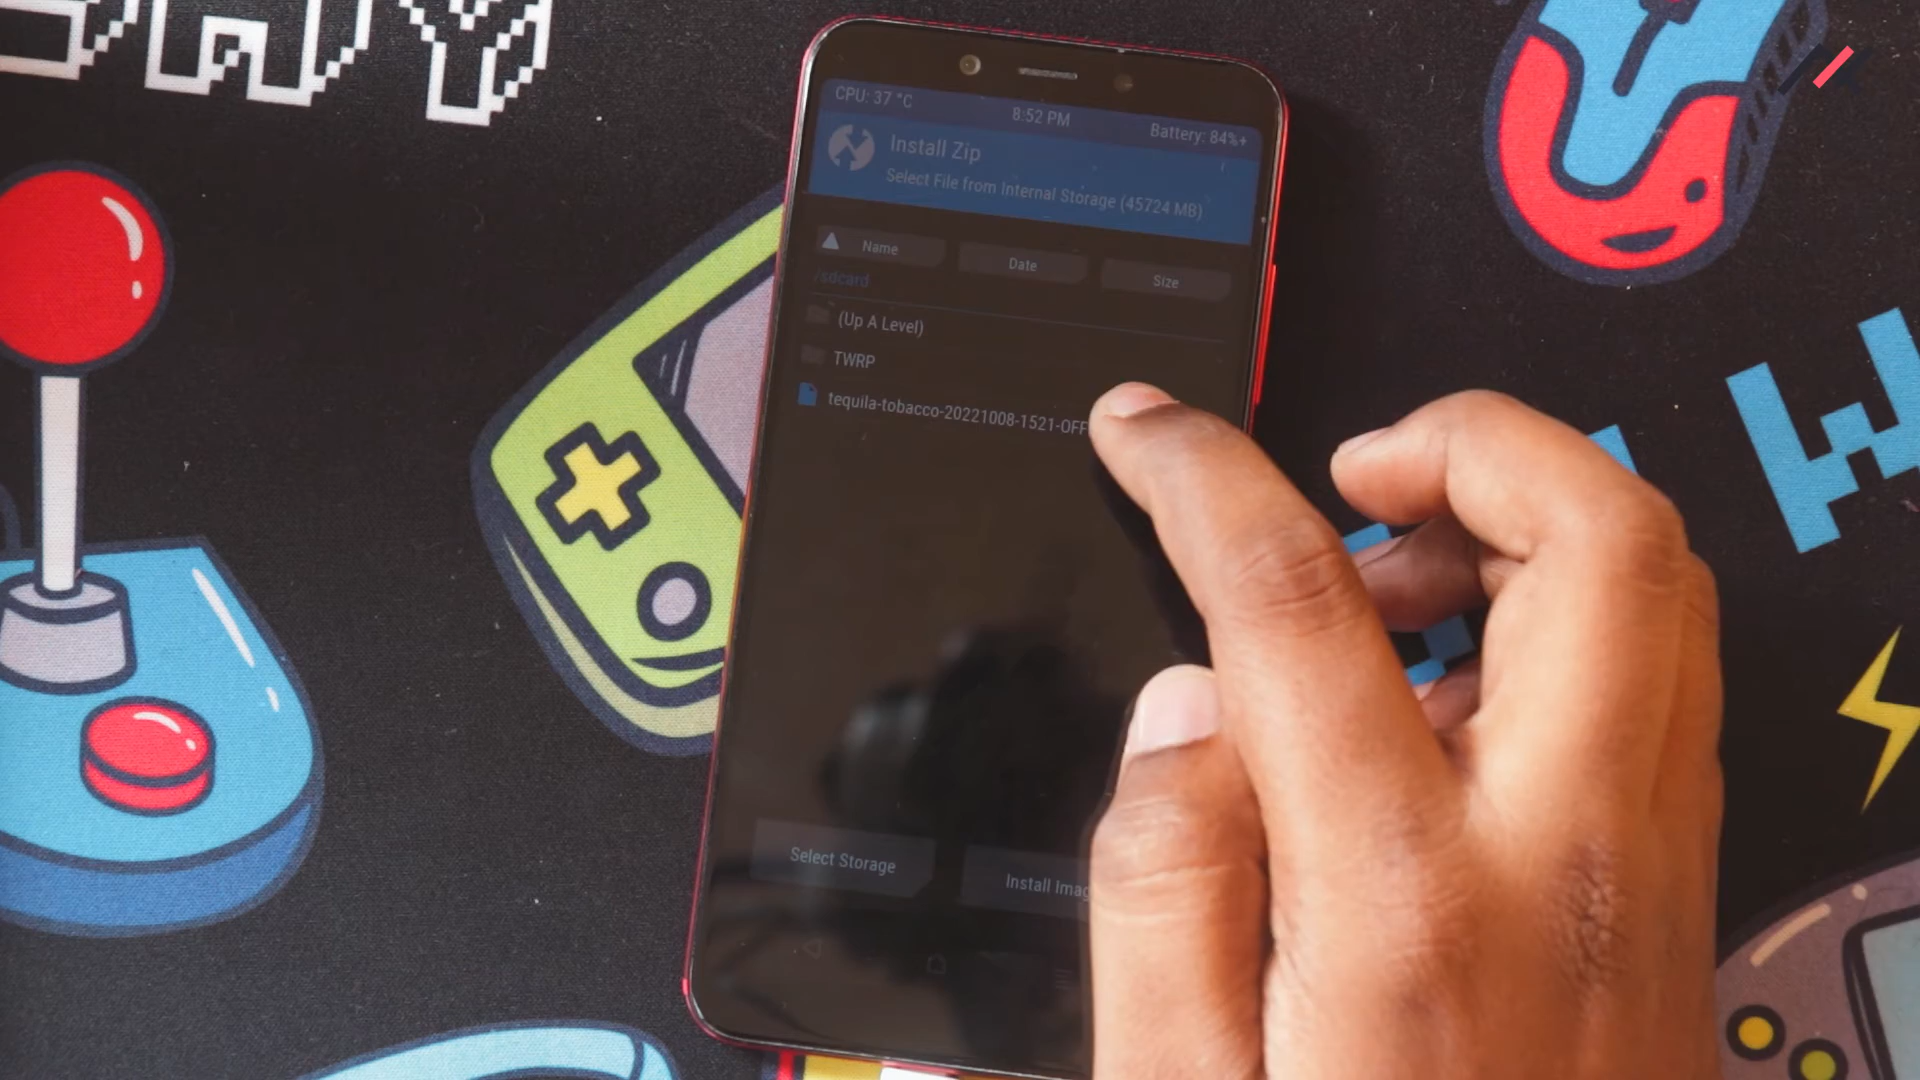 CPU: 37 °C
8:52 PM
Battery: 84%+
Install Zip
Select File from Internal Storage (45724 MB)
Name
Date
Size
/sdcard
(Up A Level)
TWRP
tequila-tobacco-20221008-1521-OFF
Select Storage
Install Imag